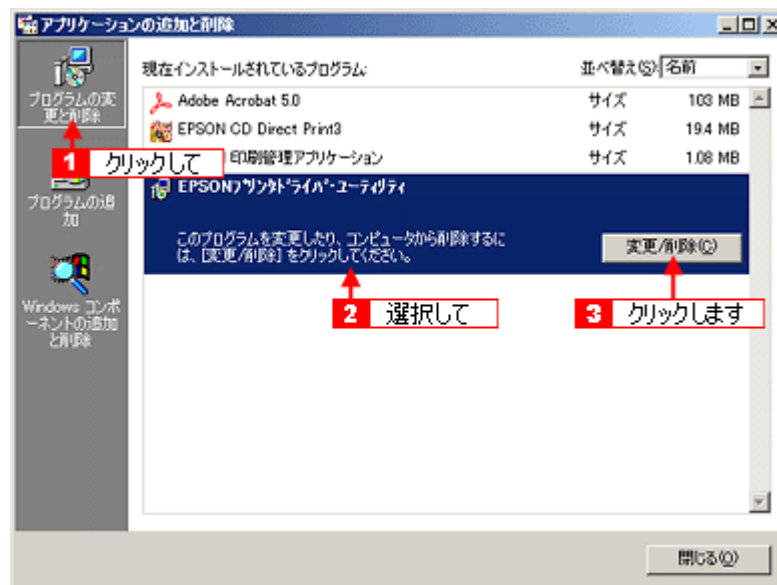 アプリケーションの追加と削除
プログラムの変
更と削除
現在インストールされているプログラム:
並べ替え(S):
名前
Adobe Acrobat 5.0
サイズ
103 MB
EPSON CD Direct Print3
サイズ
19.4 MB
印刷管理アプリケーション
サイズ
1.08 MB
1 クリックして
プログラムの追
加
EPSONプリンタドライバ・ユーティリティ
このプログラムを変更したり、コンピュータから削除するに
は、[変更/削除] をクリックしてください。
変更/削除(C)
2 選択して
3 クリックします
Windows コンポ
ーネントの追加
と削除
閉じる(O)